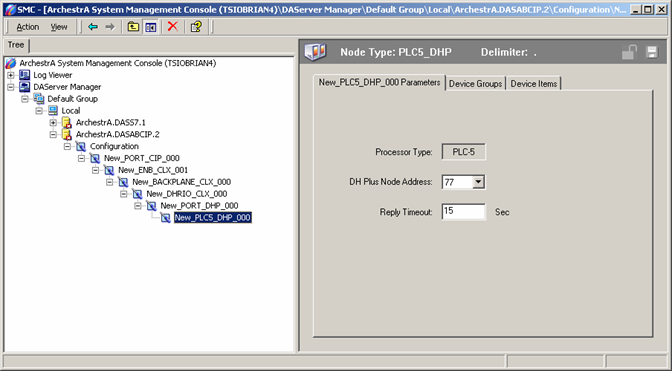 SMC - [ArchestrA System Management Console (TSIOBRIAN4)\DAServer Manager\Default Group\Local\ArchestrA.DASABCIP.2\Configuration\N...
Action View
Tree
ArchestrA System Management Console (TSIOBRIAN4)
Log Viewer
DAServer Manager
Default Group
Local
ArchestrA.DASS7.1
ArchestrA.DASABCIP.2
Configuration
New_PORT_CIP_000
New_ENB_CLX_001
New_BACKPLANE_CLX_000
New_DHRIO_CLX_000
New_PORT_DHP_000
New_PLC5_DHP_000
Node Type: PLC5_DHP Delimiter: .
New_PLC5_DHP_000 Parameters Device Groups Device Items
Processor Type: PLC-5
DH Plus Node Address: 77
Reply Timeout: 15 Sec